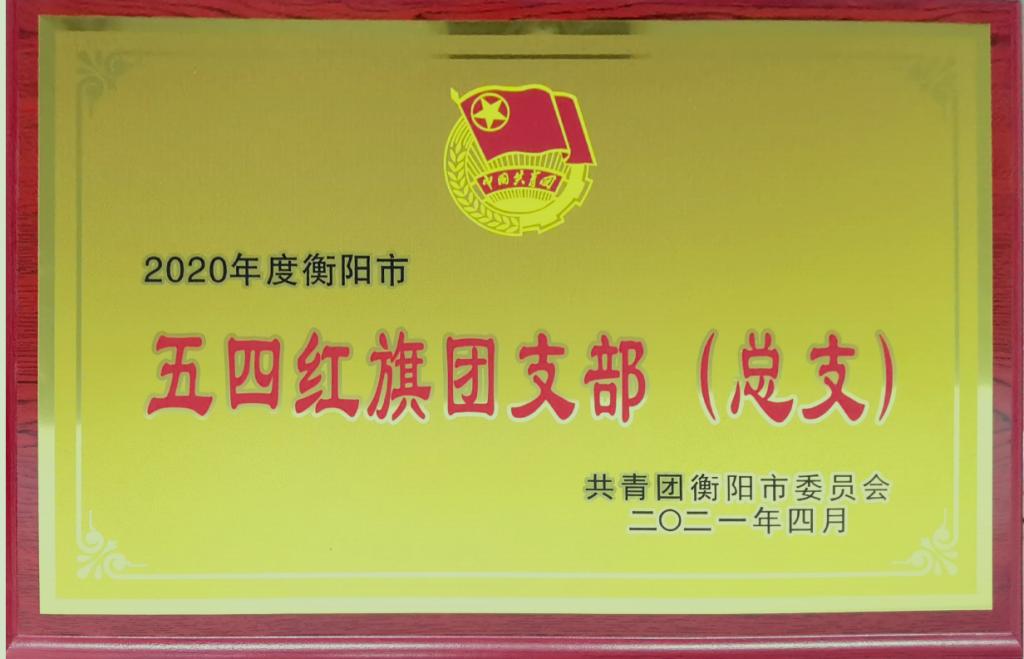 中国共青团
2020年度衡阳市
五四红旗团支部（总支）
共青团衡阳市委员会
二〇二一年四月